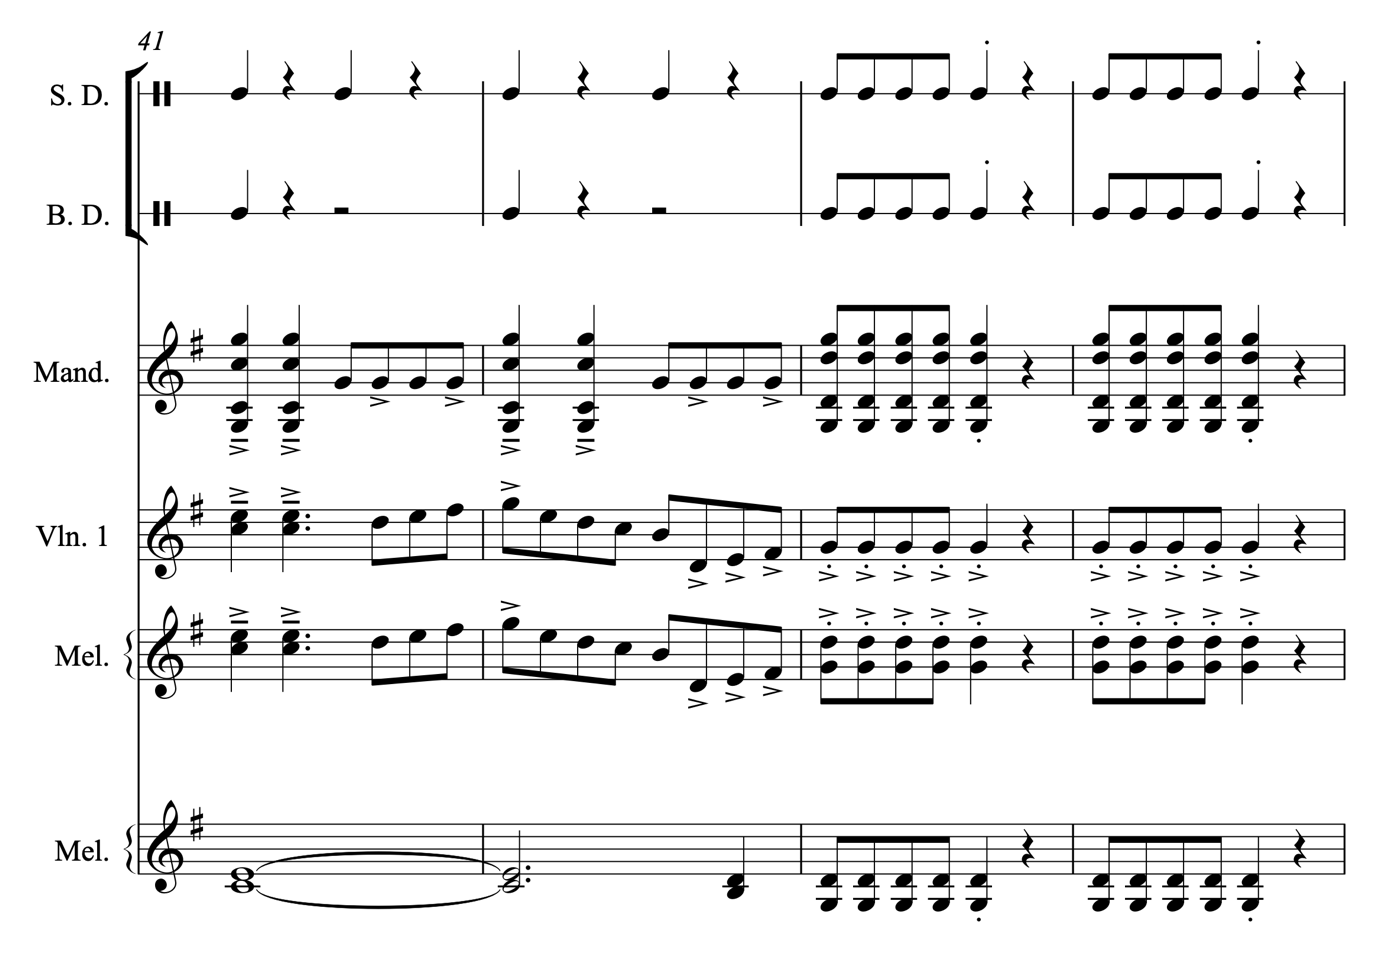 41
S. D.
B. D.
Mand.
Vln. 1
Mel.
Mel.